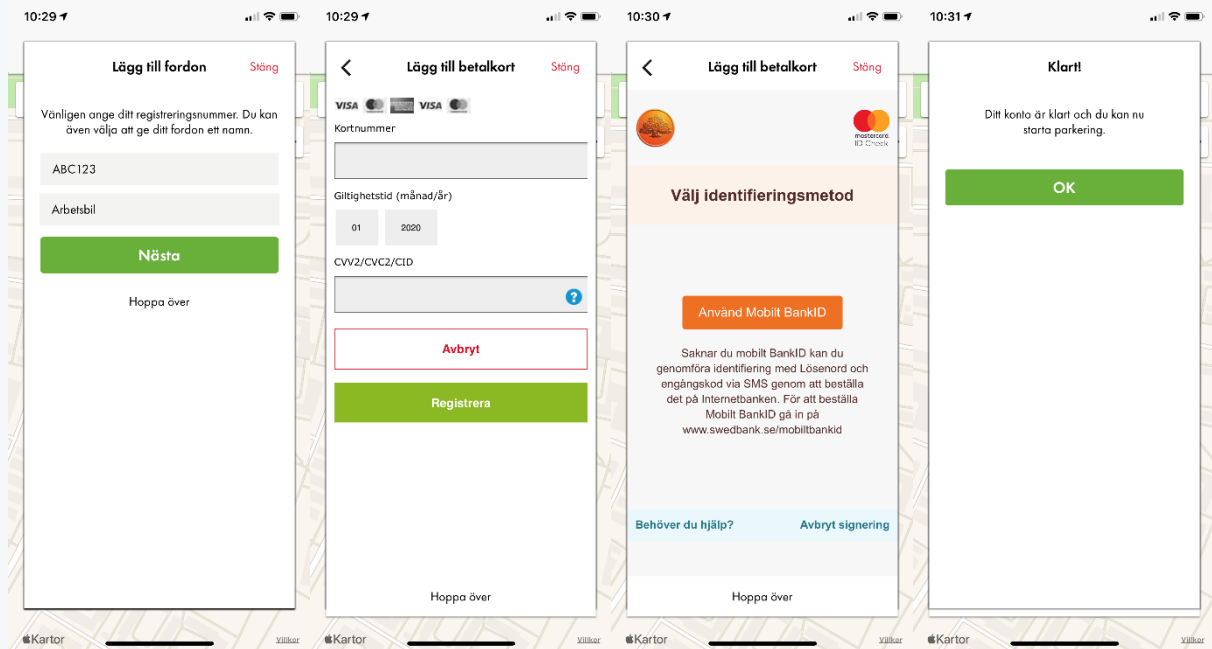 10:29
Lägg till fordon
Stäng
Vänligen ange ditt registreringsnummer. Du kan
även välja att ge ditt fordon ett namn.
ABC123
Arbetsbil
Nästa
Hoppa över
Kartor
Villkor
10:29
Lägg till betalkort
Stäng
VISA VISA
Kortnummer
Giltighetstid (månad/år)
01 2020
CVV2/CVC2/CID
?
Avbryt
Registrera
Hoppa över
Kartor
Villkor
10:30
Lägg till betalkort
Stäng
mastercard
ID Check
Välj identifieringsmetod
Använd Mobilt BankID
Saknar du mobilt BankID kan du
genomföra identifiering med Lösenord och
engångskod via SMS genom att beställa
det på Internetbanken. För att beställa
Mobilt BankID gå in på
www.swedbank.se/mobiltbankid
Behöver du hjälp?
Avbryt signering
Hoppa över
Kartor
Villkor
10:31
Klart!
Ditt konto är klart och du kan nu
starta parkering.
OK
Kartor
Villkor